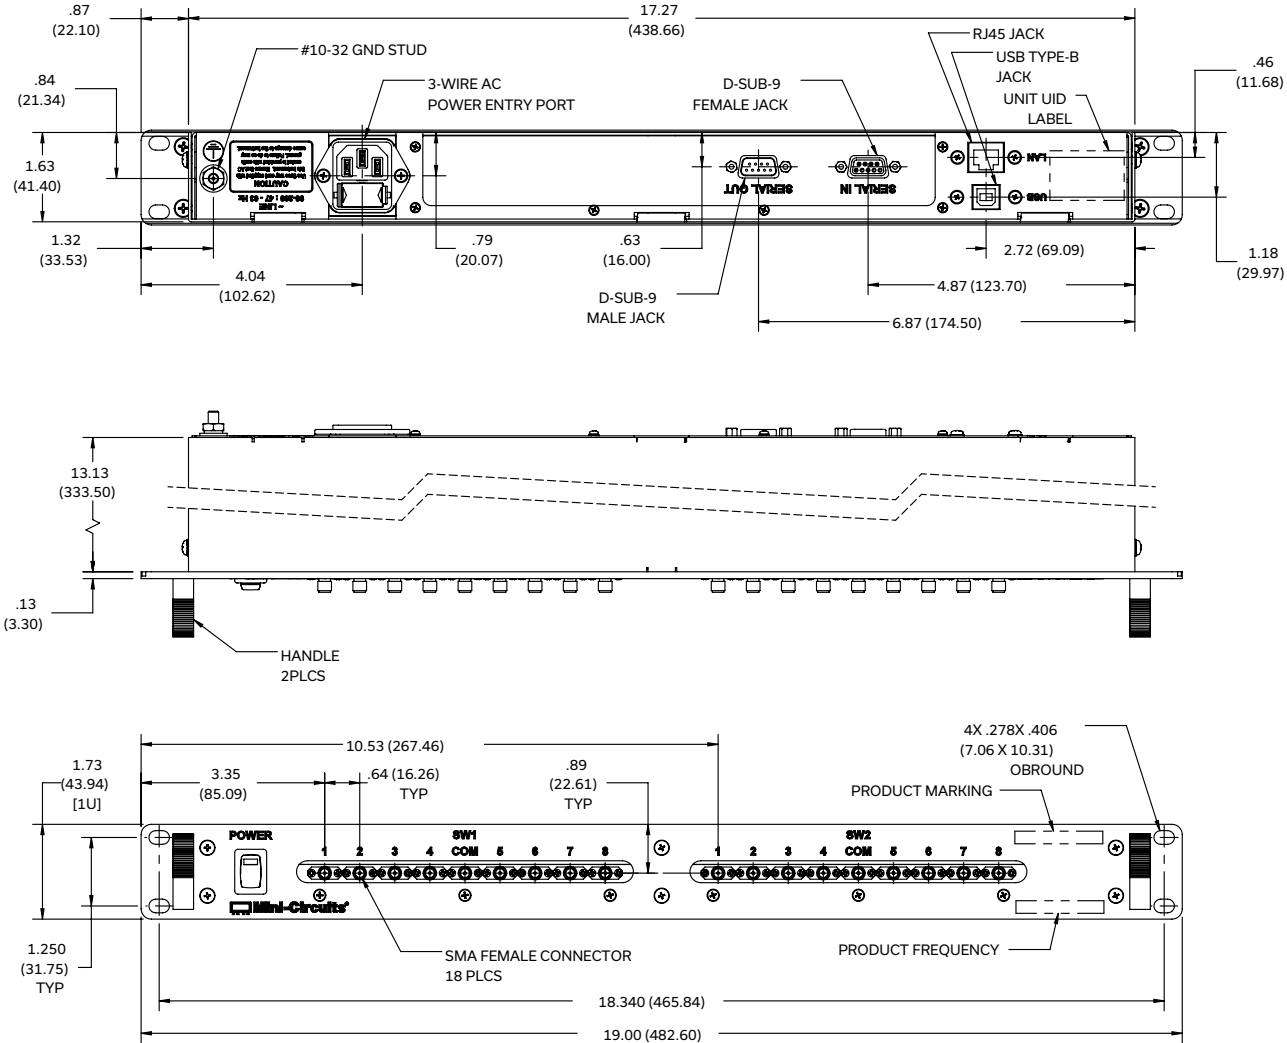 .87
(22.10)
17.27
(438.66)
#10-32 GND STUD
RJ45 JACK
USB TYPE-B
JACK
.46
(11.68)
.84
(21.34)
3-WIRE AC
POWER ENTRY PORT
D-SUB-9
FEMALE JACK
UNIT UID
LABEL
1.63
(41.40)
CAUTION
~ LINE
SERIAL OUT
SERIAL IN
LAN
USB
1.32
(33.53)
.79
(20.07)
.63
(16.00)
2.72 (69.09)
1.18
(29.97)
4.04
(102.62)
4.87 (123.70)
D-SUB-9
MALE JACK
6.87 (174.50)
13.13
(333.50)
.13
(3.30)
HANDLE
2PLCS
10.53 (267.46)
4X .278X .406
(7.06 X 10.31)
OBROUND
1.73
(43.94)
[1U]
3.35
(85.09)
.64 (16.26)
TYP
.89
(22.61)
TYP
PRODUCT MARKING
POWER
SW1
SW2
1 2 3 4 COM 5 6 7 8
1 2 3 4 COM 5 6 7 8
Mini-Circuits
1.250
(31.75)
TYP
SMA FEMALE CONNECTOR
18 PLCS
PRODUCT FREQUENCY
18.340 (465.84)
19.00 (482.60)